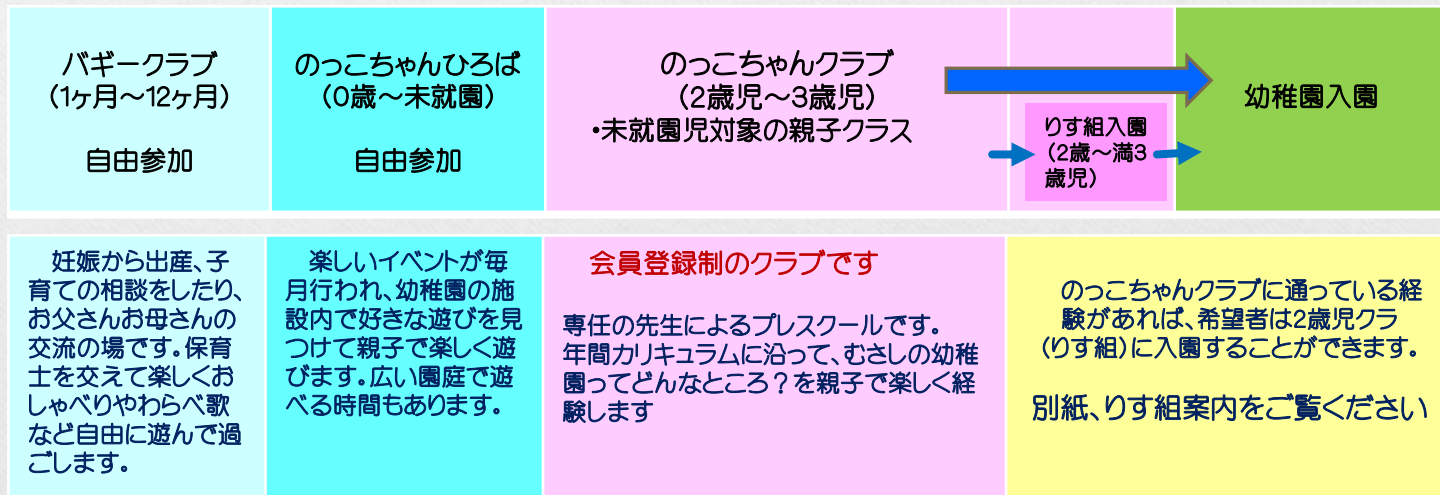 バギークラブ
（1ヶ月～12ヶ月）
自由参加
のっこちゃんひろば
（0歳～未就園）
自由参加
のっこちゃんクラブ
（2歳児～3歳児）
・未就園児対象の親子クラス
りす組入園
（2歳～満3
歳児）
幼稚園入園
妊娠から出産、子
育ての相談をしたり、
お父さんお母さんの
交流の場です。保育
士を交えて楽しくお
しゃべりやわらべ歌
など自由に遊んで過
ごします。
楽しいイベントが毎
月行われ、幼稚園の施
設内で好きな遊びを見
つけて親子で楽しく遊
びます。広い園庭で遊
べる時間もあります。
会員登録制のクラブです
専任の先生によるプレスクールです。
年間カリキュラムに沿って、むさしの幼稚
園ってどんなところ？を親子で楽しく経
験します
のっこちゃんクラブに通っている経
験があれば、希望者は2歳児クラ
（りす組）に入園することができます。
別紙、りす組案内をご覧ください